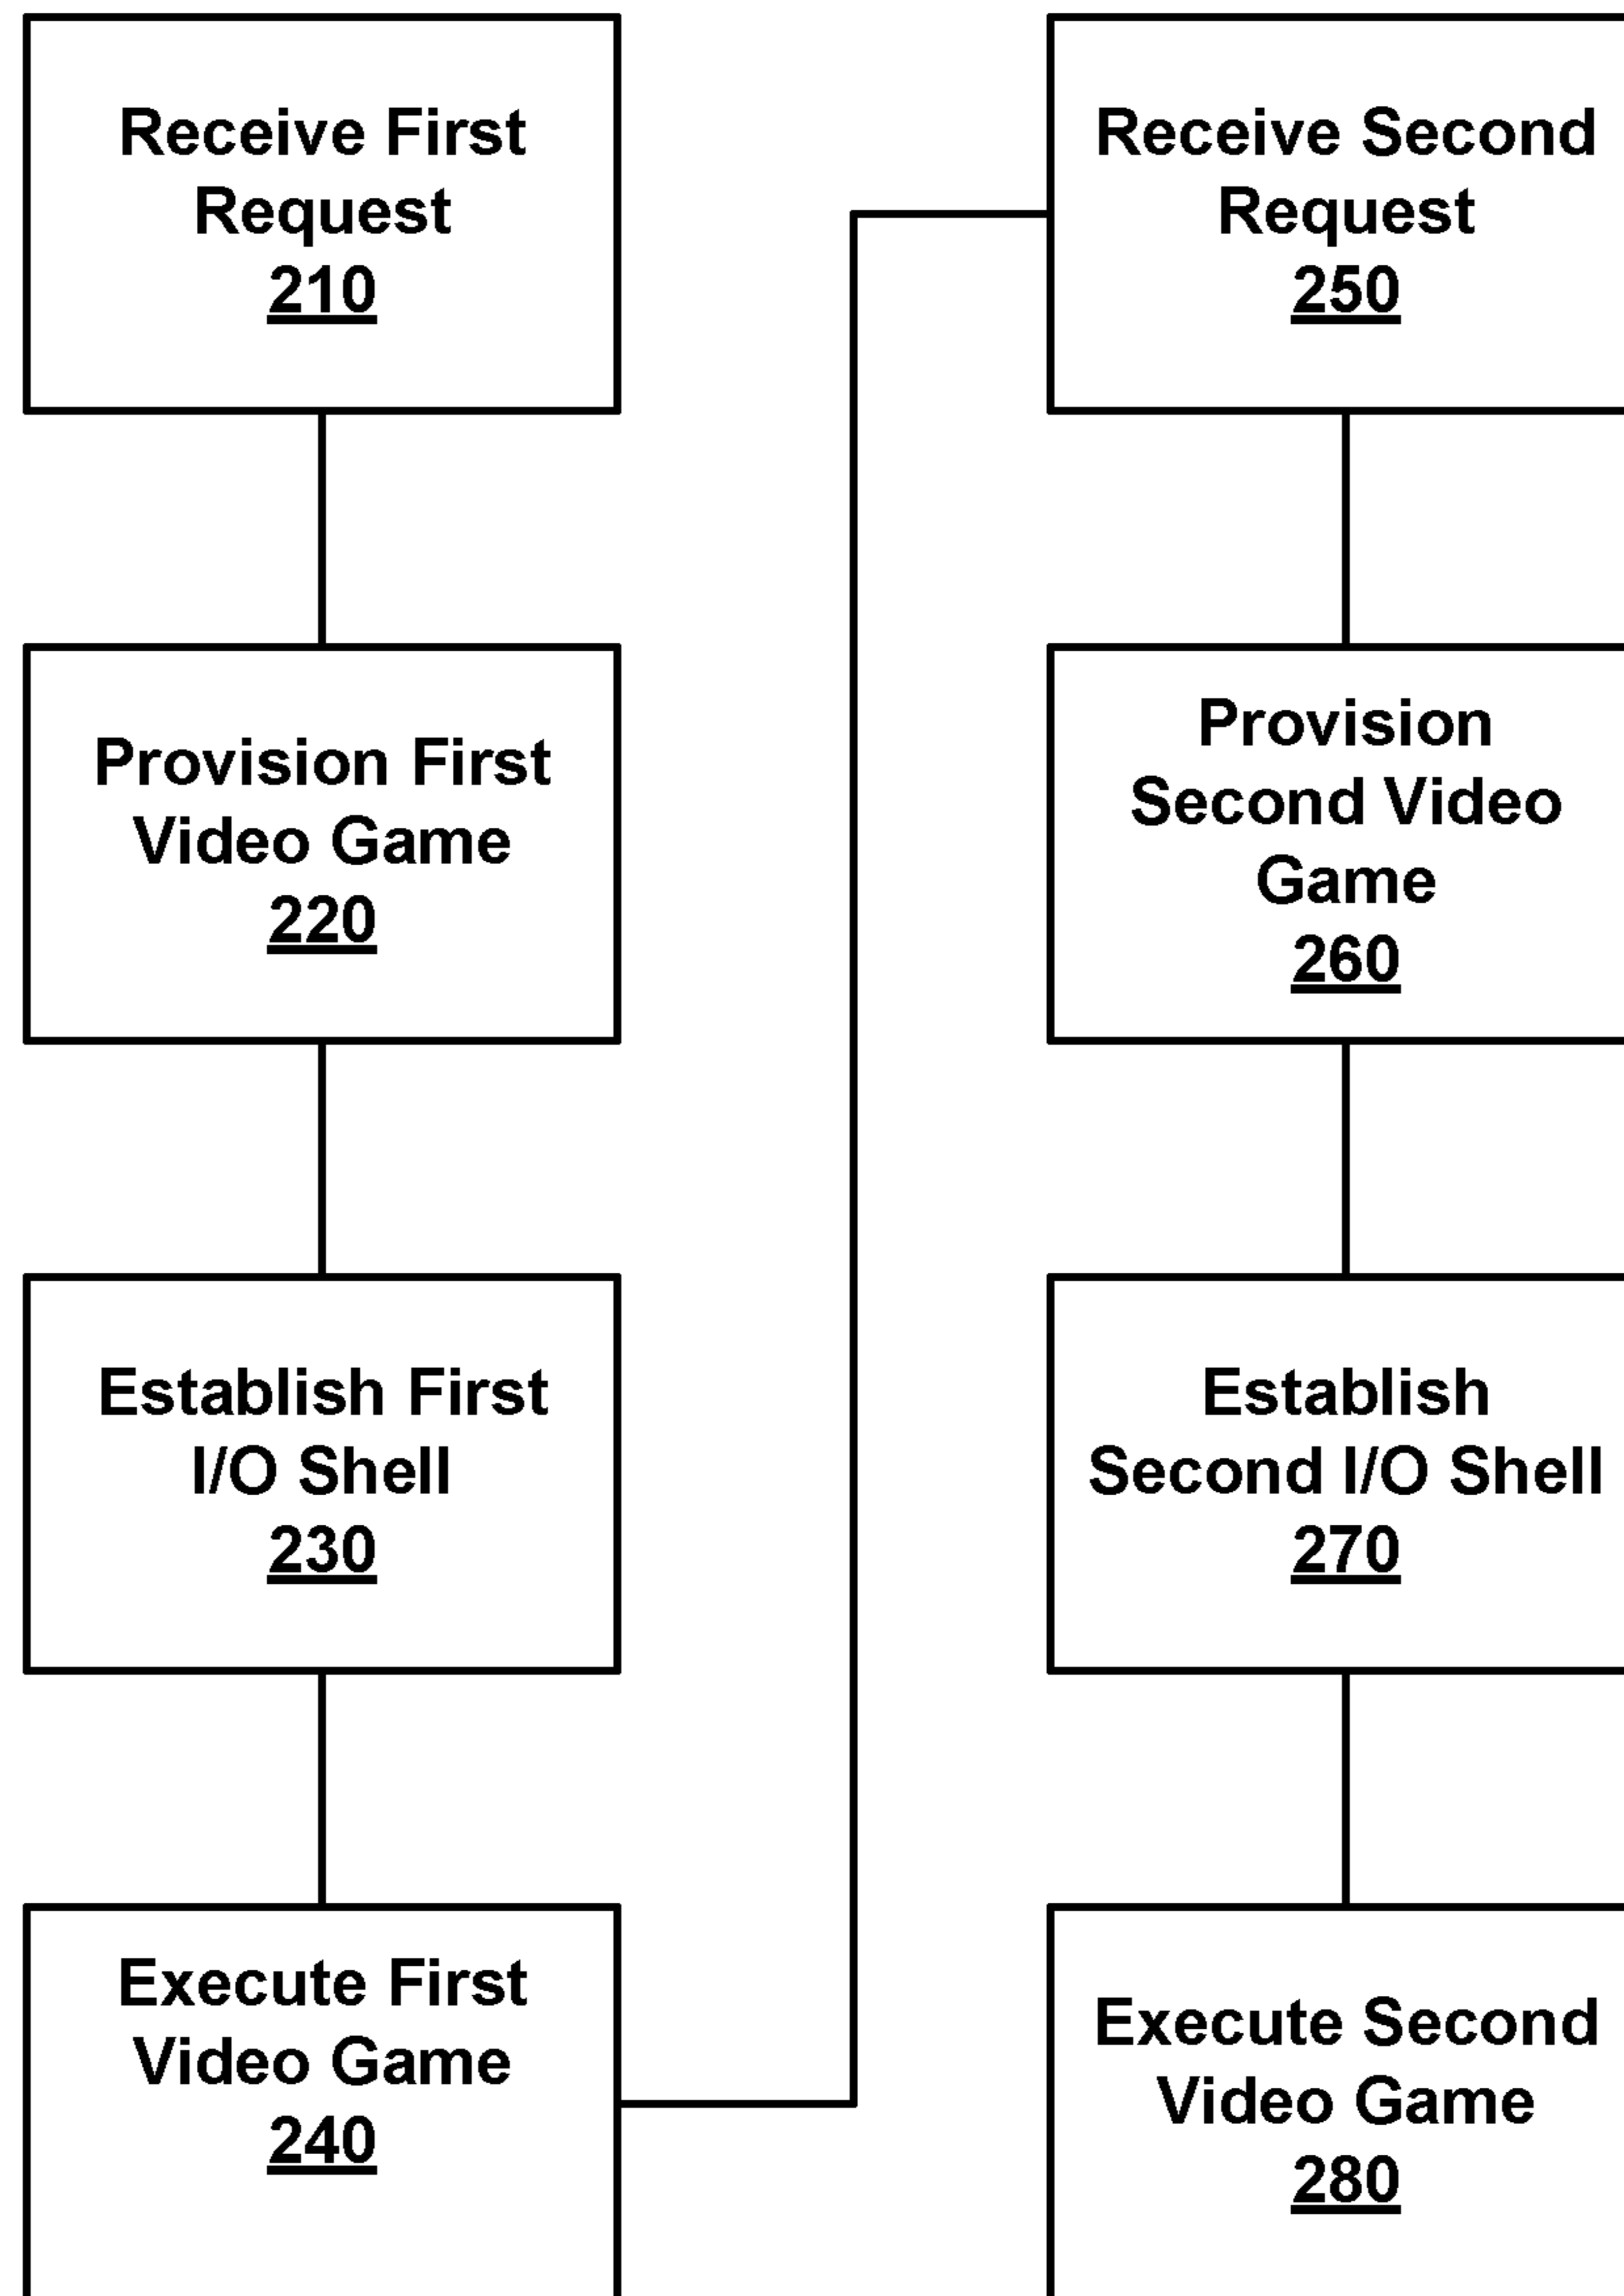 Receive First
Request
210
Provision First
Video Game
220
Establish First
I/O Shell
230
Execute First
Video Game
240
Receive Second
Request
250
Provision
Second Video
Game
260
Establish
Second I/O Shell
270
Execute Second
Video Game
280